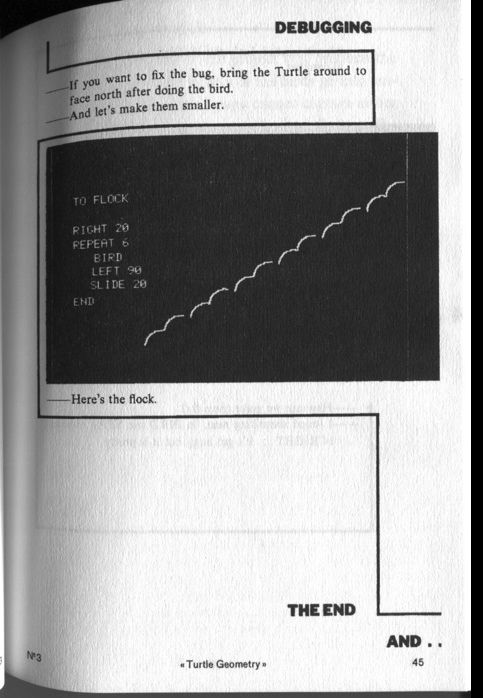 DEBUGGING
—If you want to fix the bug, bring the Turtle around to
face north after doing the bird.
—And let's make them smaller.
TO FLOCK
RIGHT 20
REPEAT 6
BIRD
LEFT 90
SLIDE 20
END
—Here's the flock.
THE END
AND . .
Nº3
« Turtle Geometry »
45